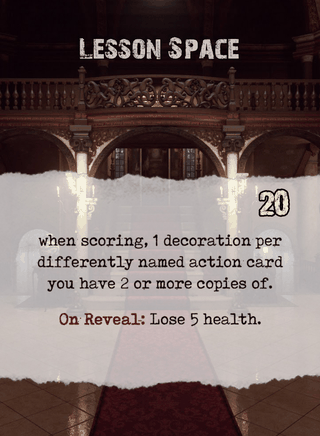 Lesson Space
20
when scoring, 1 decoration per
differently named action card
you have 2 or more copies of.
On Reveal: Lose 5 health.